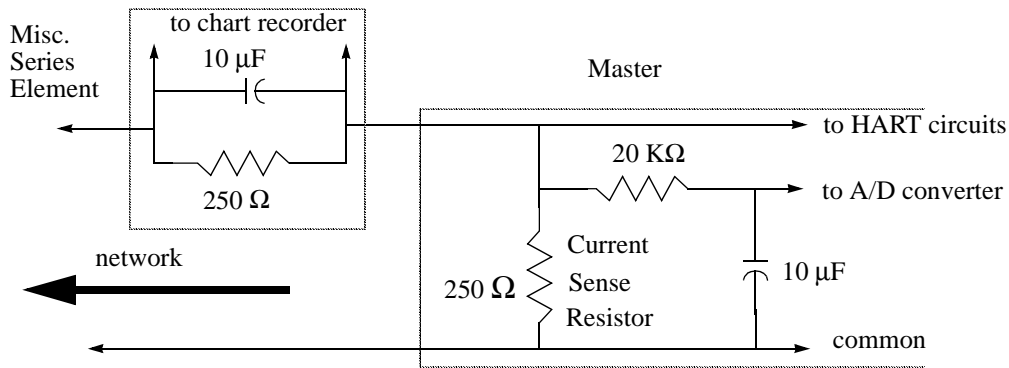 Misc.
Series
Element
to chart recorder
10 μF
250 Ω
network
Master
to HART circuits
20 KΩ
to A/D converter
250 Ω
Current
Sense
Resistor
10 μF
common